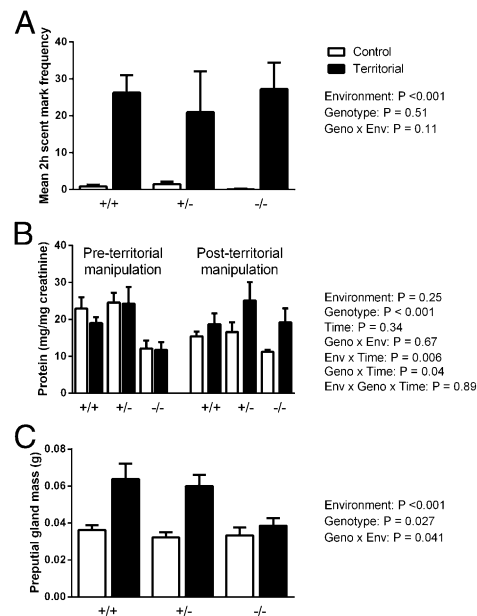 A
Mean 2h scent mark frequency
40
30
20
10
0
+/+ +/- -/-
Control
Territorial
Environment: P <0.001
Genotype: P = 0.51
Geno x Env: P = 0.11
B
Protein (mg/mg creatinine)
40
30
20
10
0
Pre-territorial
manipulation
Post-territorial
manipulation
+/+ +/- -/- +/+ +/- -/-
Environment: P = 0.25
Genotype: P < 0.001
Time: P = 0.34
Geno x Env: P = 0.67
Env x Time: P = 0.006
Geno x Time: P = 0.04
Env x Geno x Time: P = 0.89
C
Preputial gland mass (g)
0.08
0.06
0.04
0.02
0.00
+/+ +/- -/-
Environment: P <0.001
Genotype: P = 0.027
Geno x Env: P = 0.041